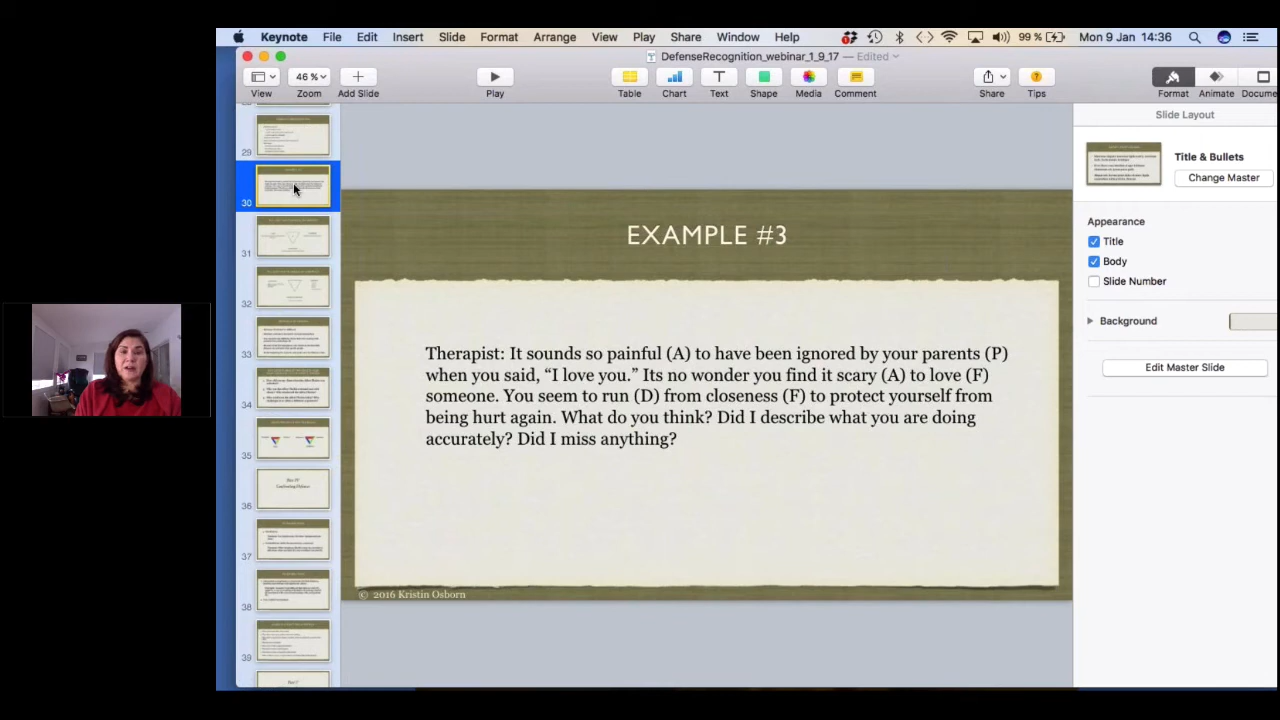 Keynote File Edit Insert Slide Format Arrange View Play Share Window Help 1 99 % Mon 9 Jan 14:36
DefenseRecognition_webinar_1_9_17 — Edited
46 %
View Zoom Add Slide Play Table Chart Text Shape Media Comment Share Tips Format Animate Docume
Slide Layout
Title & Bullets
Change Master
Appearance
Title
Body
Slide Number
Background
Edit Master Slide
29
30
31
32
33
34
35
36
37
38
39
EXAMPLE #3
Therapist: It sounds so painful (A) to have been ignored by your parents (P)
when you said, “I love you.” Its no wonder you find it scary (A) to love (F)
someone. You seem to run (D) from closeness (F) to protect yourself from
being hurt again. What do you think? Did I describe what you are doing
accurately? Did I miss anything?
© 2016 Kristin Osborn